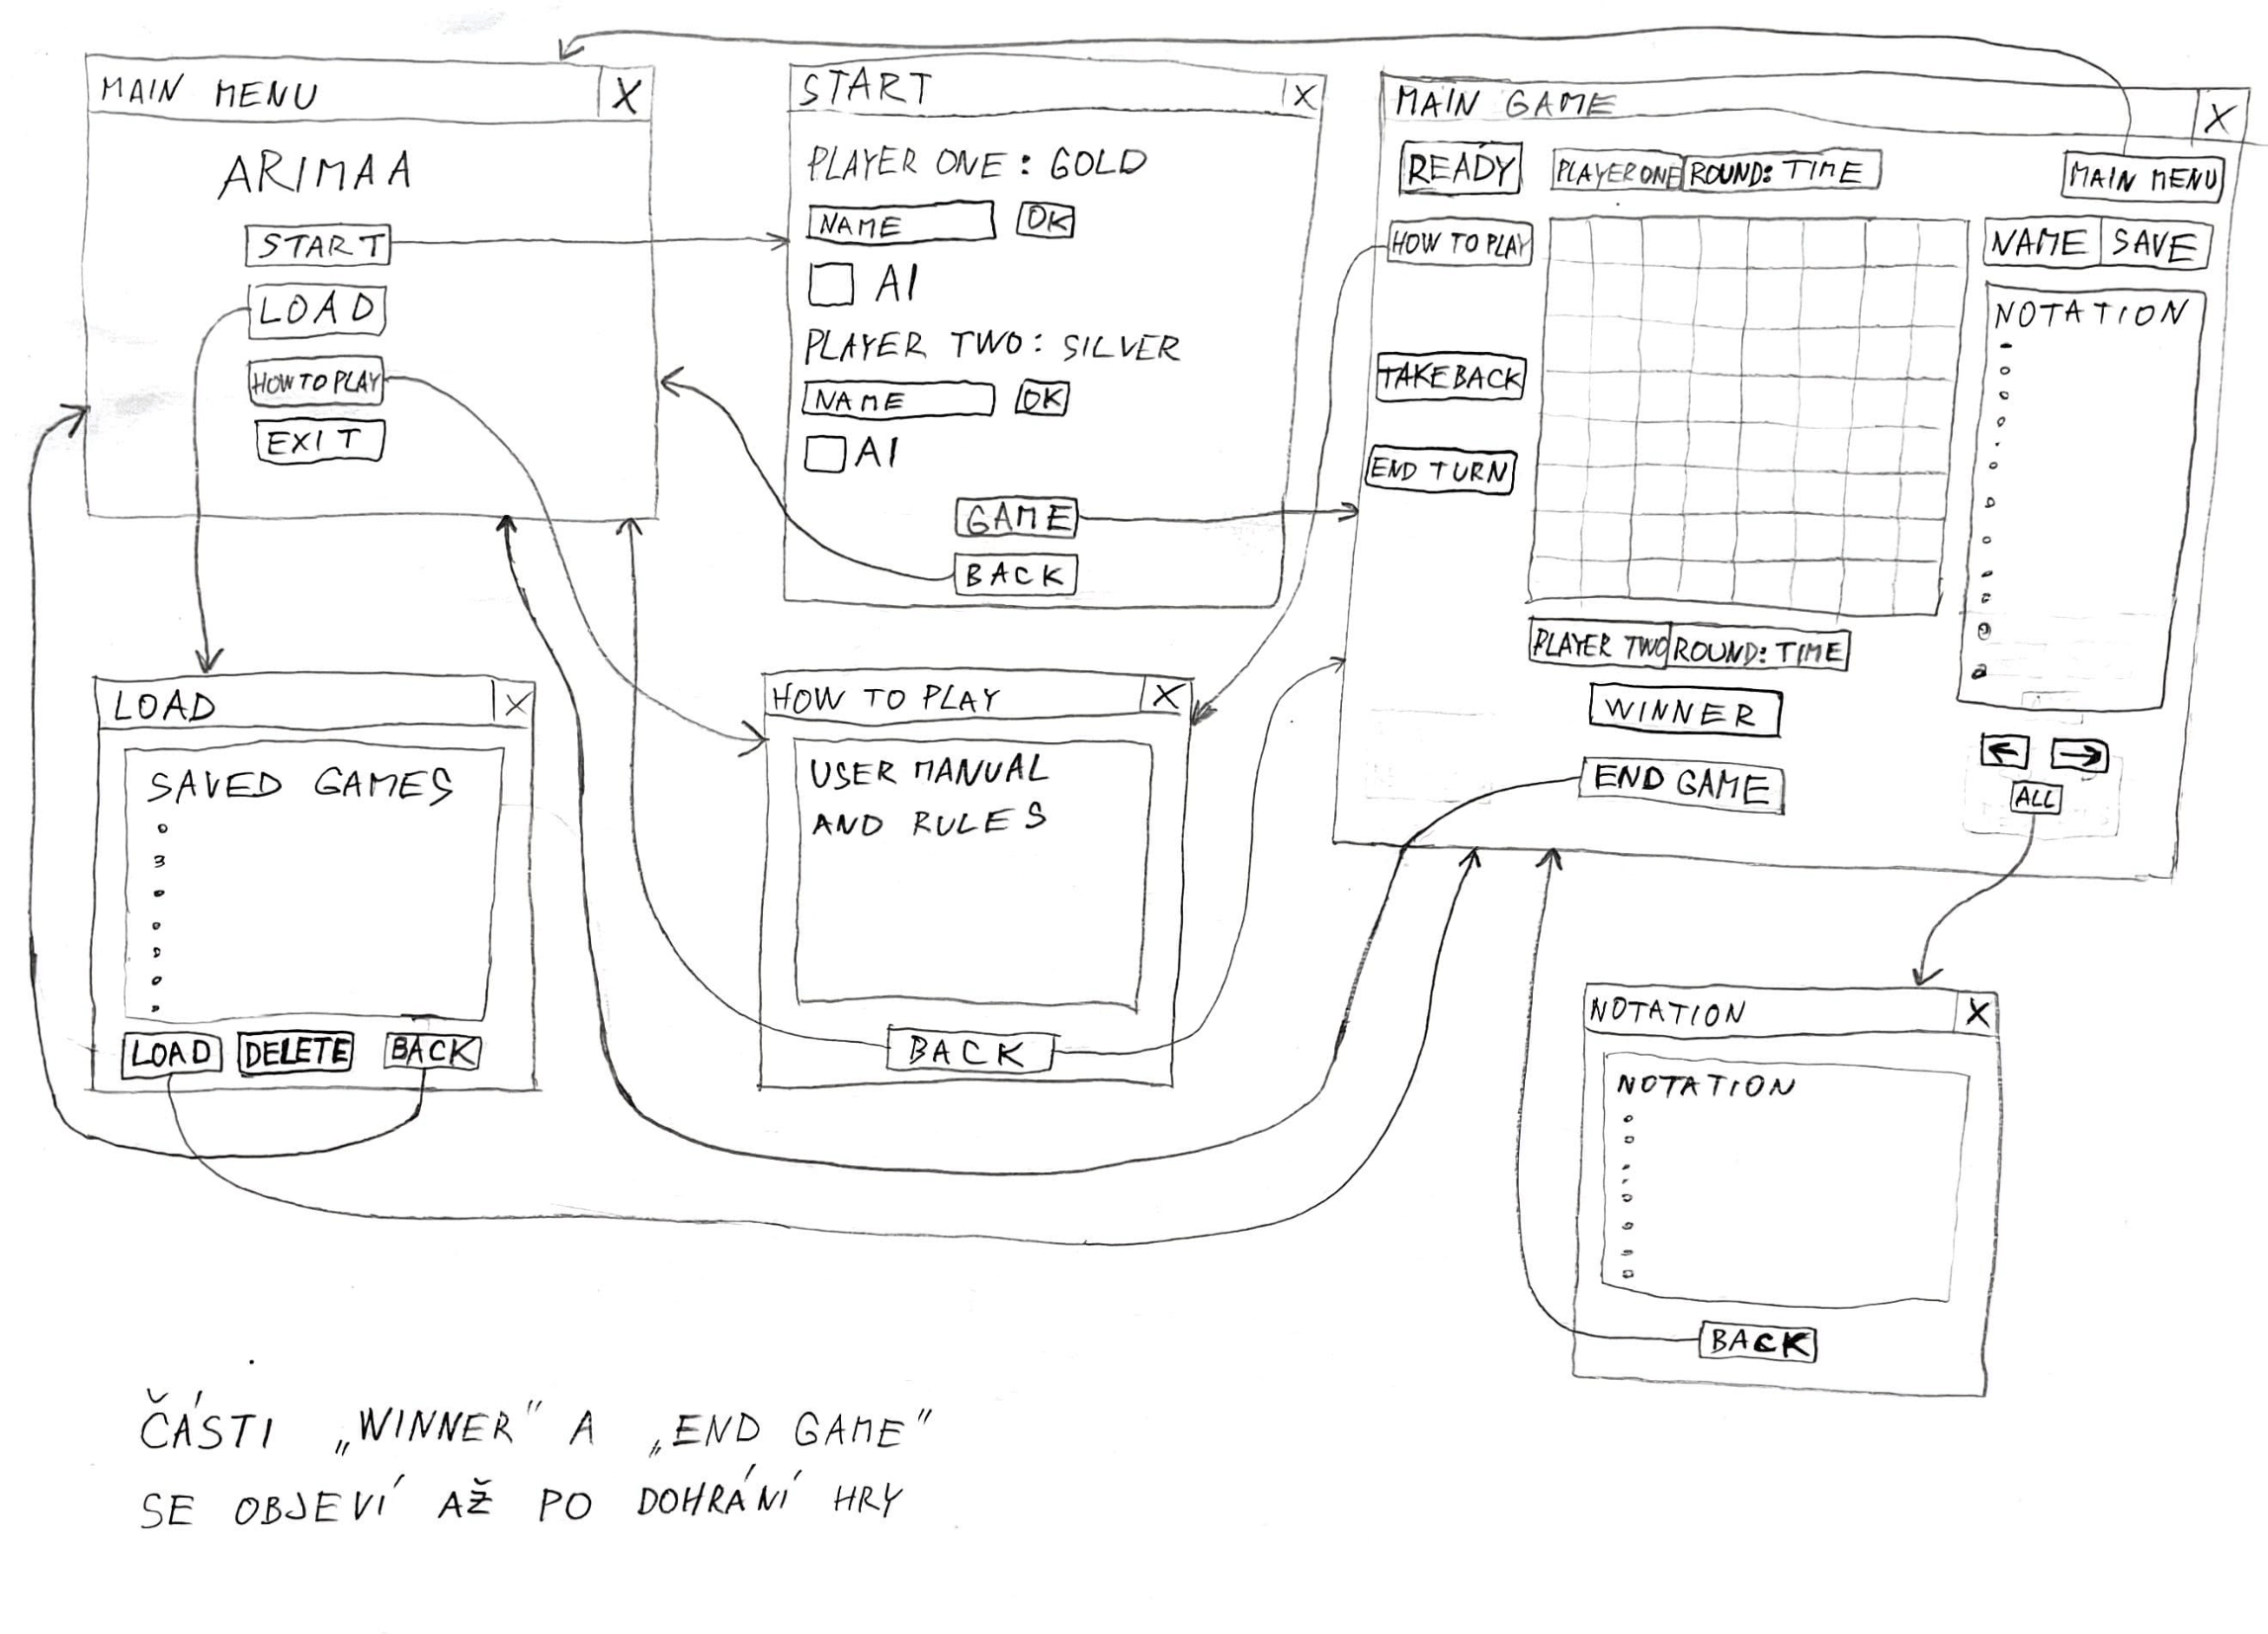 MAIN MENU X
ARIMAA
START
LOAD
HOW TO PLAY
EXIT
START X
PLAYER ONE: GOLD
NAME OK
AI
PLAYER TWO: SILVER
NAME OK
AI
GAME
BACK
MAIN GAME X
READY PLAYER ONE ROUND: TIME MAIN MENU
HOW TO PLAY NAME SAVE
NOTATION
TAKE BACK
END TURN
PLAYER TWO ROUND: TIME
WINNER
END GAME
← →
ALL
LOAD X
SAVED GAMES
LOAD DELETE BACK
HOW TO PLAY X
USER MANUAL
AND RULES
BACK
NOTATION X
NOTATION
BACK
ČÁSTI „WINNER" A „END GAME"
SE OBJEVÍ AŽ PO DOHRÁNÍ HRY